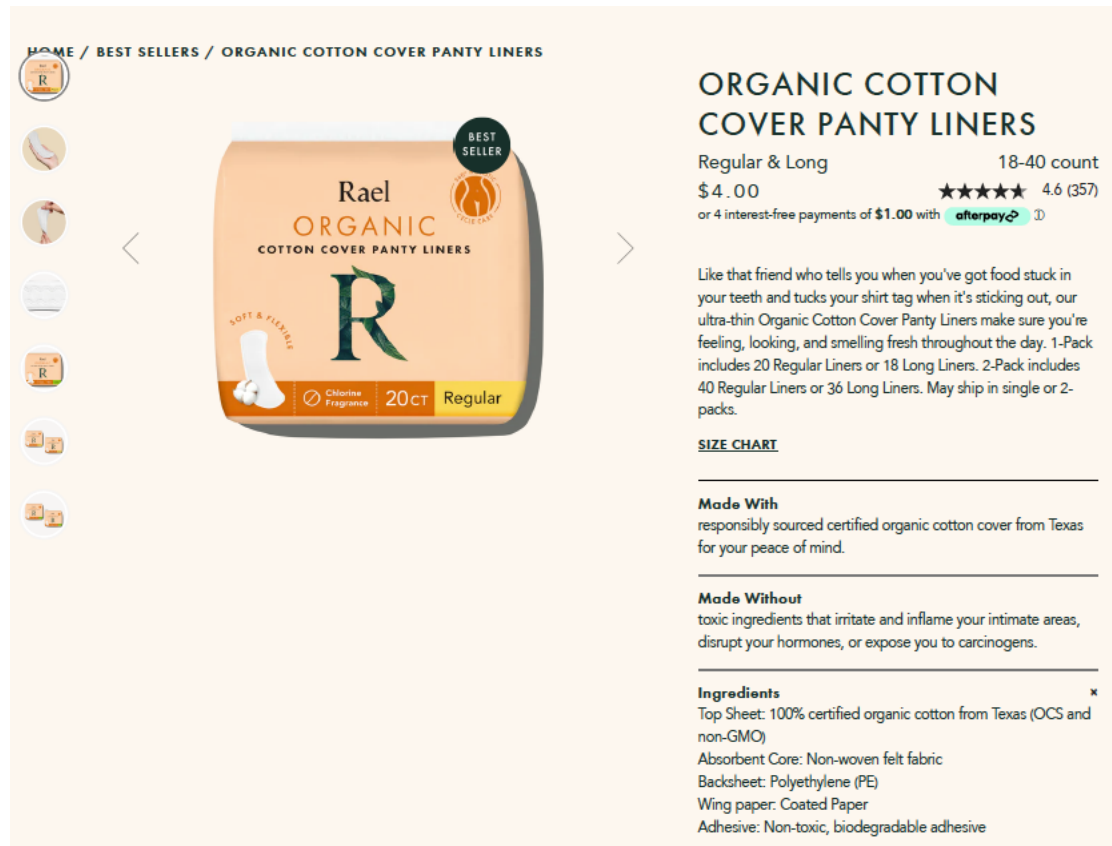 HOME / BEST SELLERS / ORGANIC COTTON COVER PANTY LINERS
BEST
SELLER
Rael
ORGANIC
COTTON COVER PANTY LINERS
R
SOFT & FLEXIBLE
Chlorine
Fragrance
20CT
Regular
ORGANIC COTTON
COVER PANTY LINERS
Regular & Long
18-40 count
$4.00
4.6 (357)
or 4 interest-free payments of $1.00 with afterpay
Like that friend who tells you when you've got food stuck in
your teeth and tucks your shirt tag when it's sticking out, our
ultra-thin Organic Cotton Cover Panty Liners make sure you're
feeling, looking, and smelling fresh throughout the day. 1-Pack
includes 20 Regular Liners or 18 Long Liners. 2-Pack includes
40 Regular Liners or 36 Long Liners. May ship in single or 2-
packs.
SIZE CHART
Made With
responsibly sourced certified organic cotton cover from Texas
for your peace of mind.
Made Without
toxic ingredients that irritate and inflame your intimate areas,
disrupt your hormones, or expose you to carcinogens.
Ingredients
Top Sheet: 100% certified organic cotton from Texas (OCS and
non-GMO)
Absorbent Core: Non-woven felt fabric
Backsheet: Polyethylene (PE)
Wing paper: Coated Paper
Adhesive: Non-toxic, biodegradable adhesive